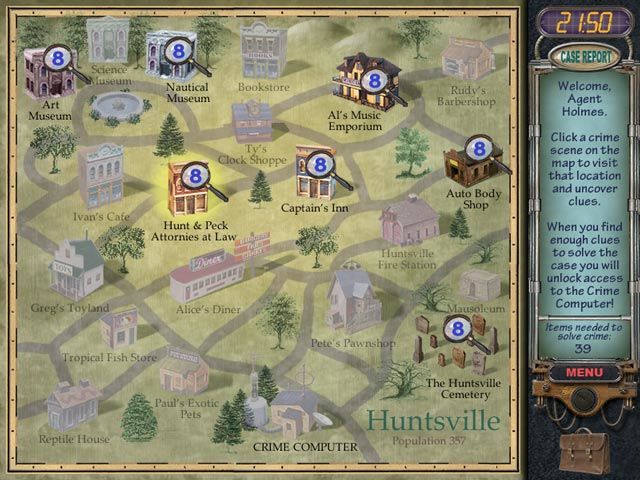 21:50
CASE REPORT
Welcome,
Agent
Holmes.
Click a crime
scene on the
map to visit
that location
and uncover
clues.
When you find
enough clues
to solve the
case you will
unlock access
to the Crime
Computer!
Items needed to
solve crime:
39
MENU
8
Art
Museum
Science
Museum
8
Nautical
Museum
BOOKS
Bookstore
8
Al's Music
Emporium
Rudy's
Barbershop
Ty's
Clock Shoppe
Ivan's Cafe
8
Hunt & Peck
Attornies at Law
8
Captain's Inn
8
Auto Body
Shop
Huntsville
Fire Station
TOYS
Greg's Toyland
Diner
Alice's Diner
Pete's Pawnshop
Mausoleum
Tropical Fish Store
8
The Huntsville
Cemetery
Paul's Exotic
Pets
Reptile House
CRIME COMPUTER
Huntsville
Population 357